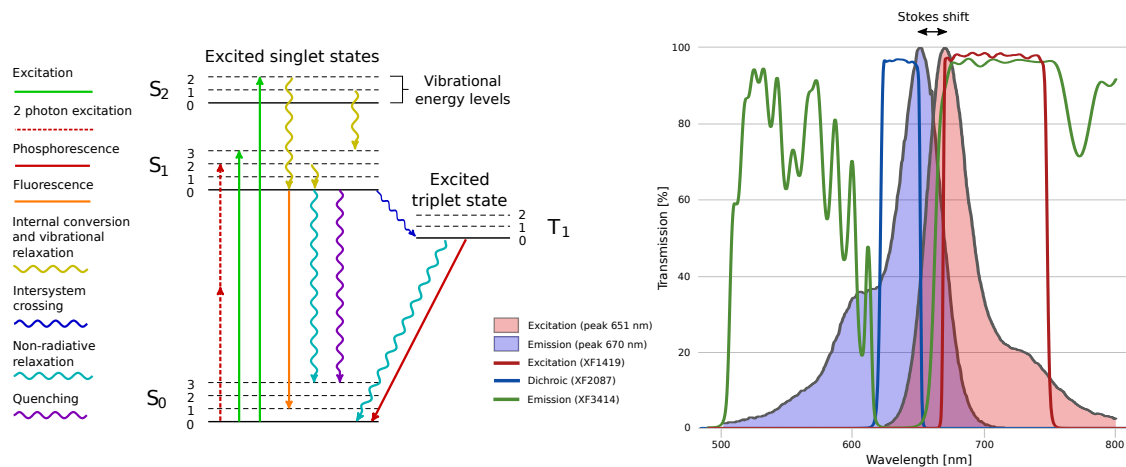 Excitation
2 photon excitation
Phosphorescence
Fluorescence
Internal conversion
and vibrational
relaxation
Intersystem
crossing
Non-radiative
relaxation
Quenching
Excited singlet states
S2
2
1
0
Vibrational
energy levels
S1
3
2
1
0
Excited
triplet state
2
1
0
T1
S0
3
2
1
0
Stokes shift
Transmission [%]
100
80
60
40
20
0
500
600
700
800
Wavelength [nm]
Excitation (peak 651 nm)
Emission (peak 670 nm)
Excitation (XF1419)
Dichroic (XF2087)
Emission (XF3414)